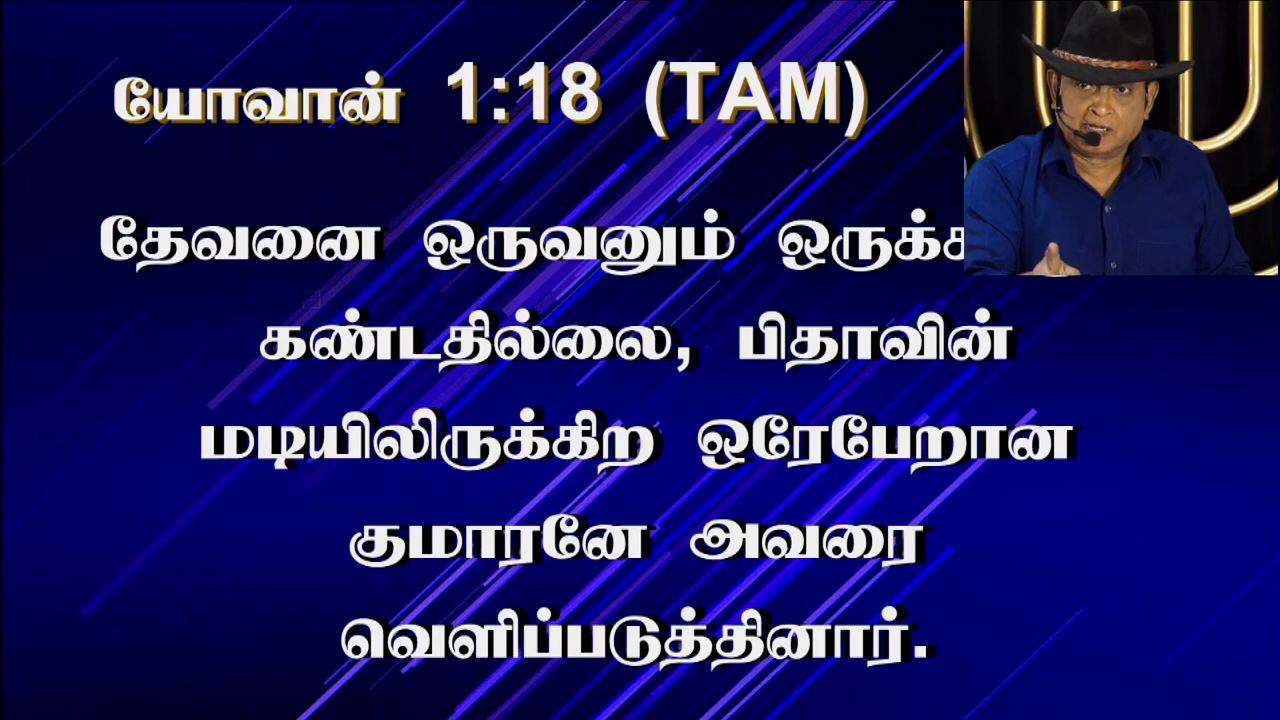 யோவான் 1:18 (TAM)
தேவனை ஒருவனும்
கண்டதில்லை, பிதாவின்
மடியிலிருக்கிற ஒரேபேறான
குமாரனே அவரை
வெளிப்படுத்தினார்.